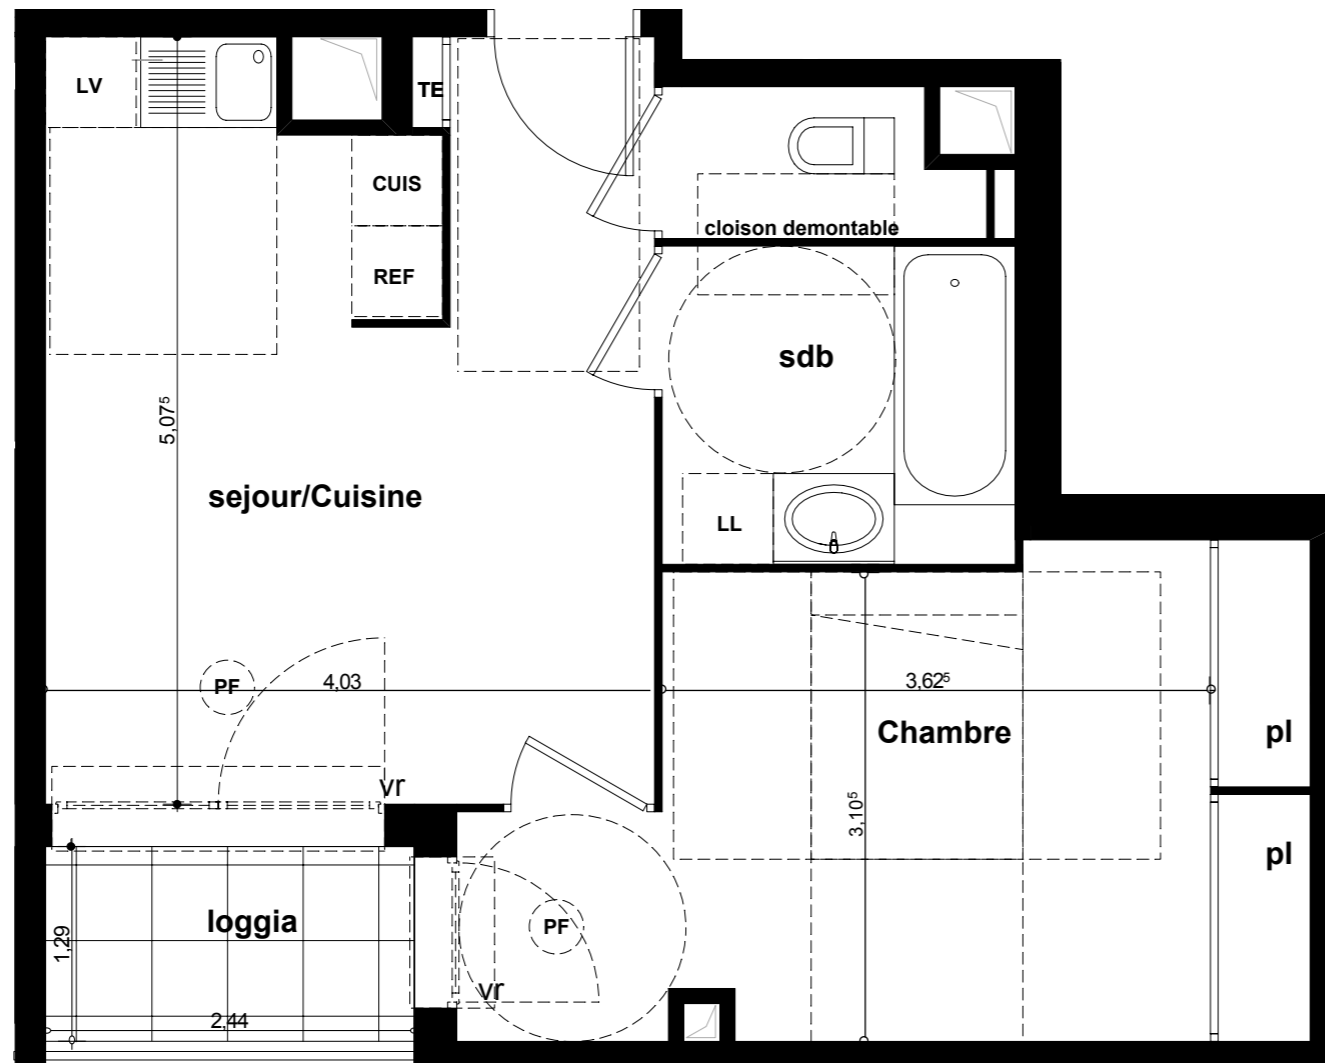 LV
TE
CUIS
cloison demontable
REF
sdb
5,07⁵
sejour/Cuisine
LL
PF
4,03
3,62⁵
Chambre
pl
vr
3,10⁵
pl
loggia
PF
1,29
vr
2,44